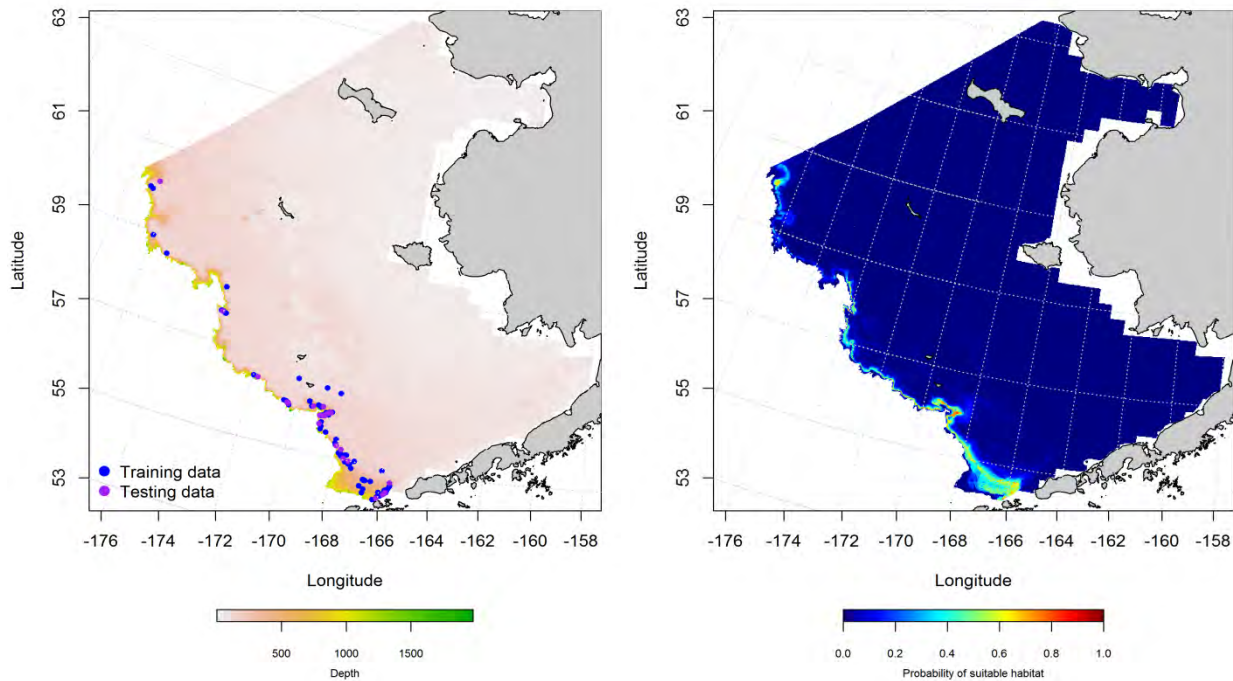 63
61
59
57
55
53
Latitude
Training data
Testing data
-176 -174 -172 -170 -168 -166 -164 -162 -160 -158
Longitude
500 1000 1500
Depth
63
61
59
57
55
53
Latitude
-176 -174 -172 -170 -168 -166 -164 -162 -160 -158
Longitude
0.0 0.2 0.4 0.6 0.8 1.0
Probability of suitable habitat